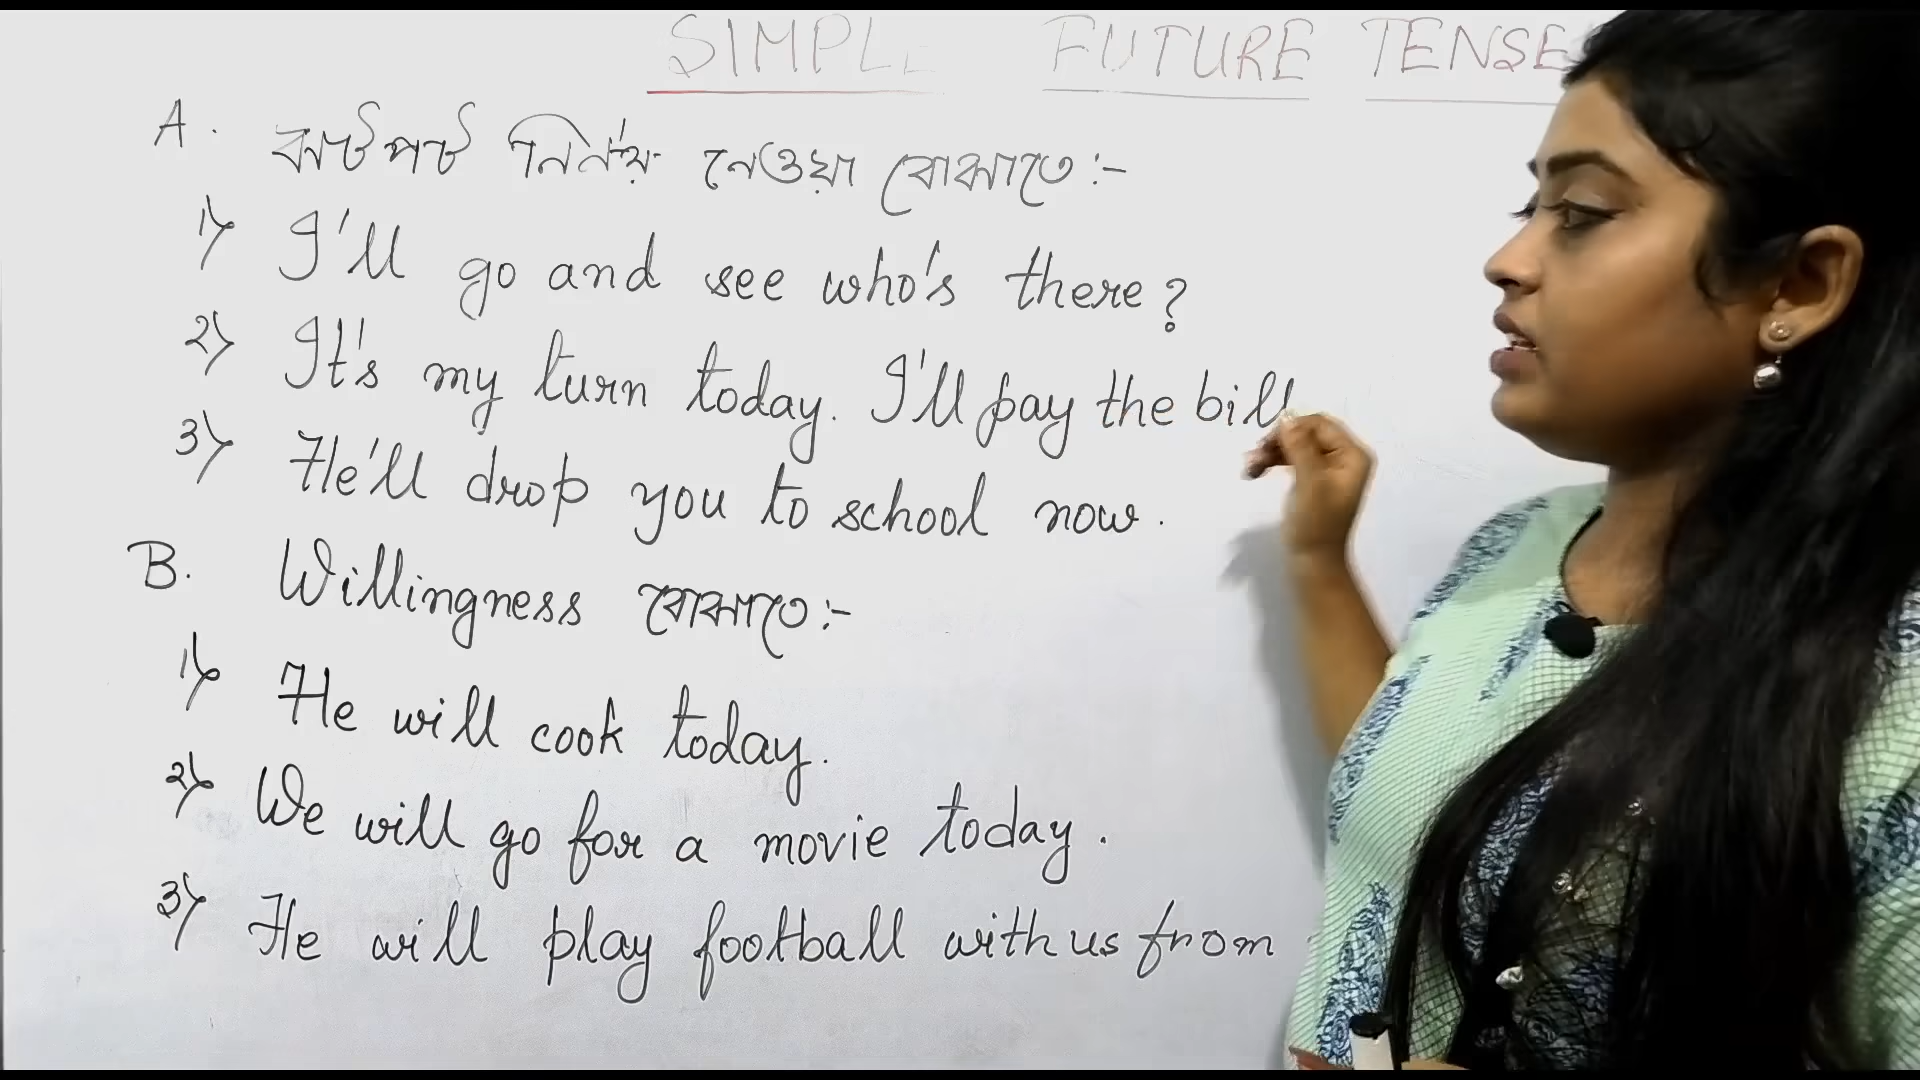 SIMPLE FUTURE TENSE
A. ঝটপট নির্ণয় নেওয়া বোঝাতে :-
1) I'll go and see who's there?
2) It's my turn today. I'll pay the bill
3) He'll drop you to school now.
B. Willingness বোঝাতে :-
1) He will cook today.
2) We will go for a movie today.
3) He will play football with us from